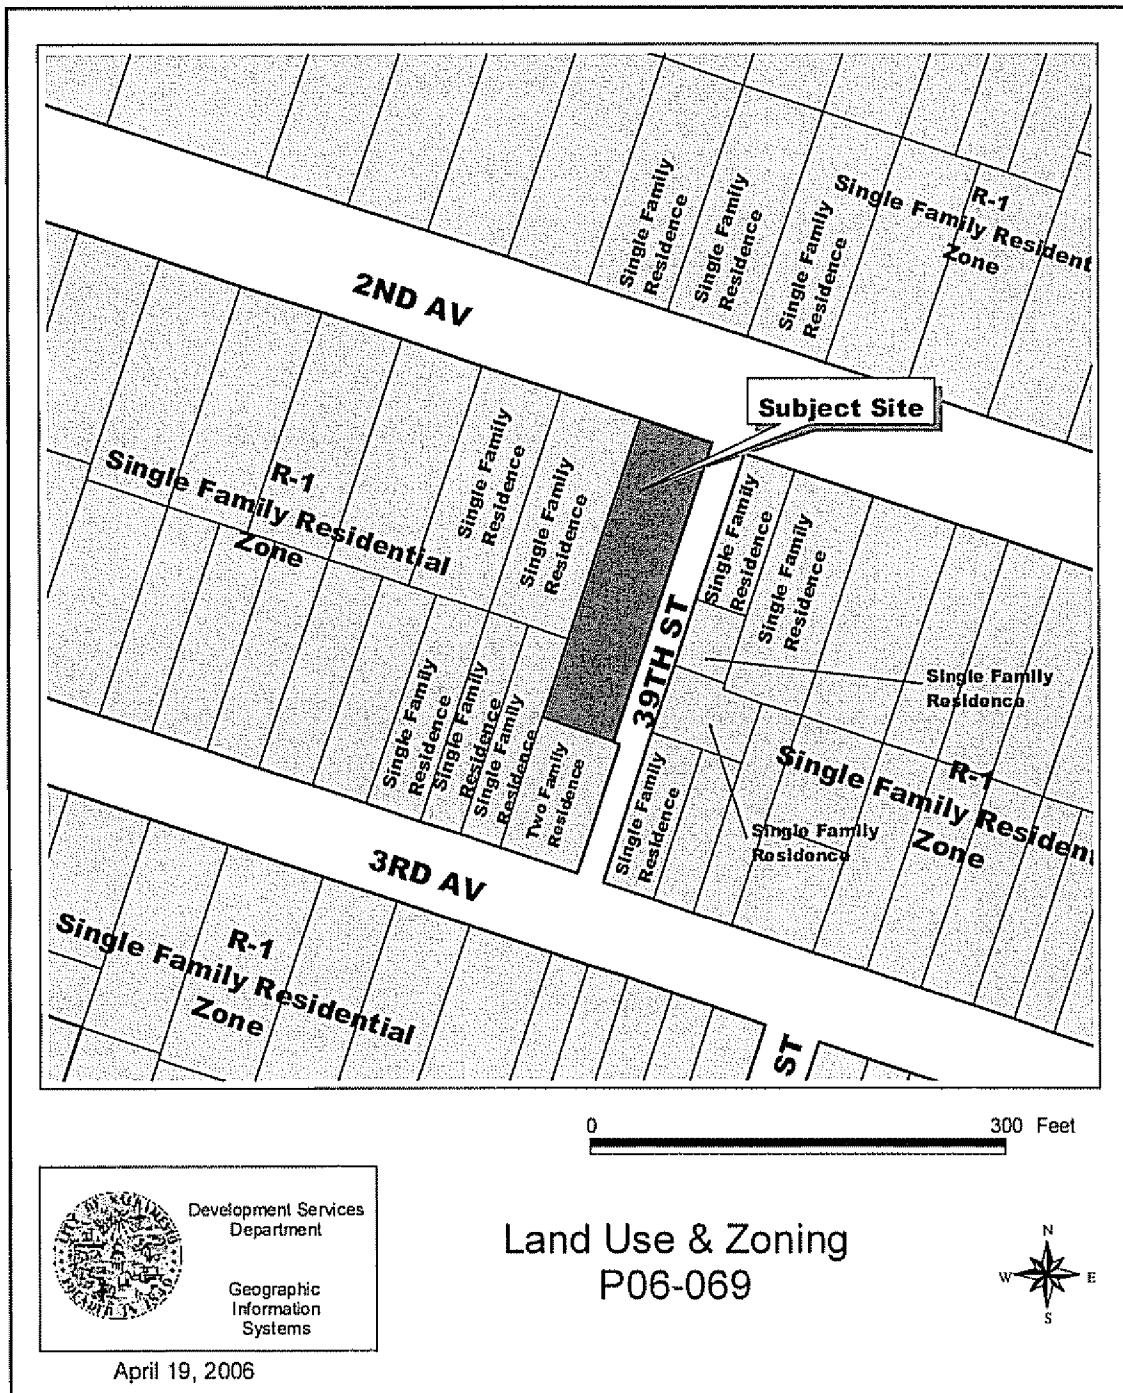 Single Family
Residence
Single Family
Residence
Single Family
Residence
R-1
Single Family Resident
Zone
2ND AV
Subject Site
R-1
Single Family Residential
Zone
Single Family
Residence
Single Family
Residence
Single Family
Residence
Single Family
Residence
39TH ST
Single Family
Residence
Single Family
Residence
Single Family
Residence
Single Family
Residence
Two Family
Residence
Single Family
Residence
Single Family
Residence
R-1
Single Family Resident
Zone
3RD AV
R-1
Single Family Residential
Zone
ST
0 300 Feet
Development Services
Department
Geographic
Information
Systems
April 19, 2006
Land Use & Zoning
P06-069
N
W E
S